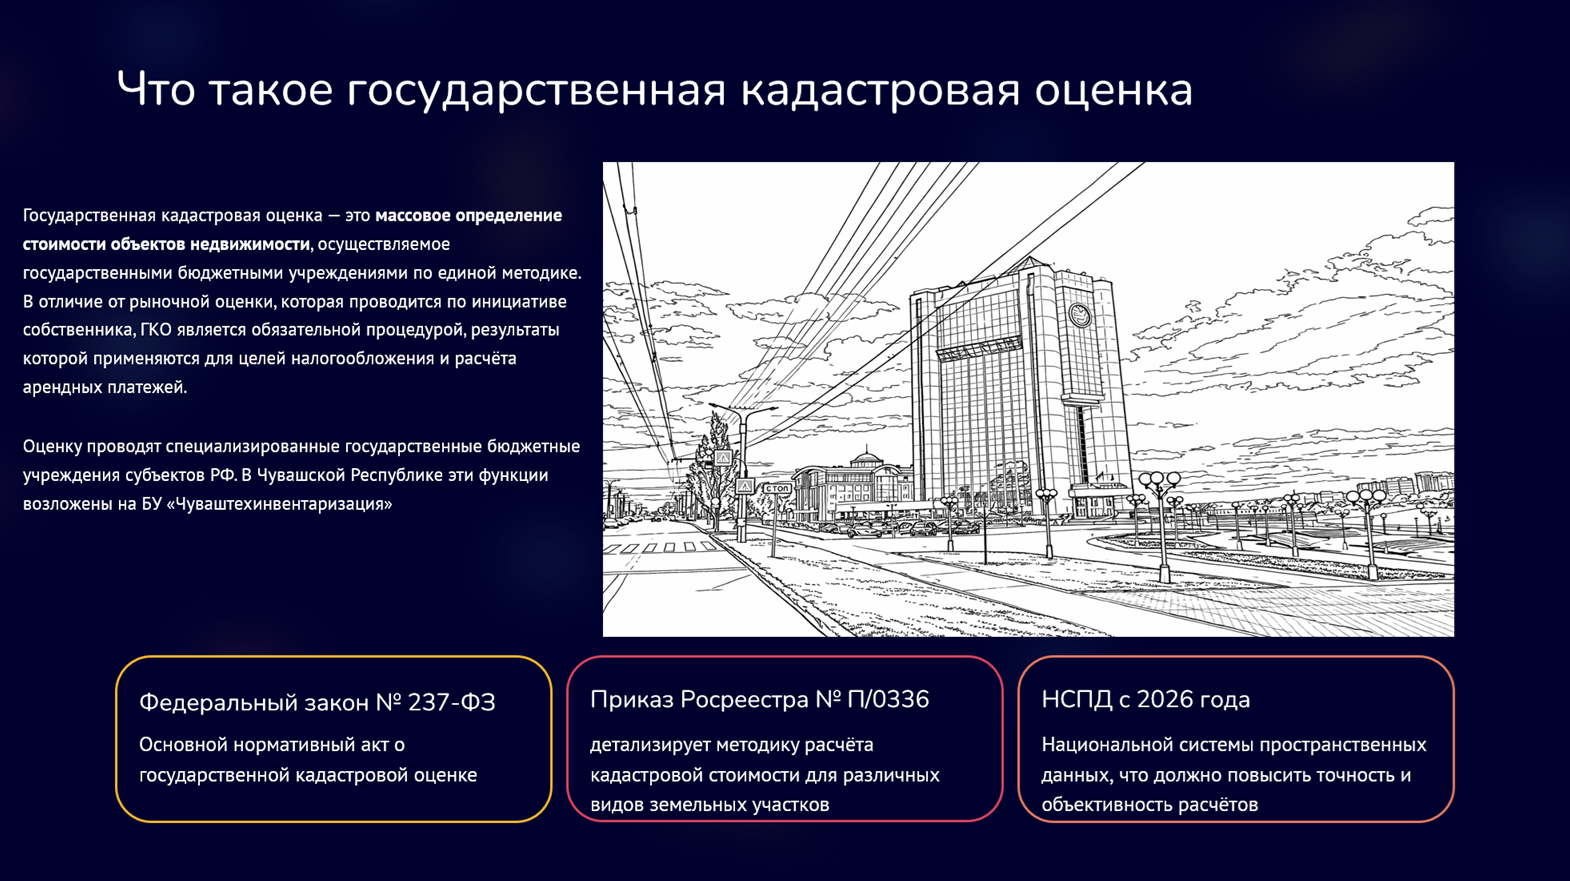 Что такое государственная кадастровая оценка
Государственная кадастровая оценка — это массовое определение
стоимости объектов недвижимости, осуществляемое
государственными бюджетными учреждениями по единой методике.
В отличие от рыночной оценки, которая проводится по инициативе
собственника, ГКО является обязательной процедурой, результаты
которой применяются для целей налогообложения и расчёта
арендных платежей.
Оценку проводят специализированные государственные бюджетные
учреждения субъектов РФ. В Чувашской Республике эти функции
возложены на БУ «Чуваштехинвентаризация»
СТОП
Федеральный закон № 237-ФЗ
Основной нормативный акт о
государственной кадастровой оценке
Приказ Росреестра № П/0336
детализирует методику расчёта
кадастровой стоимости для различных
видов земельных участков
НСПД с 2026 года
Национальной системы пространственных
данных, что должно повысить точность и
объективность расчётов